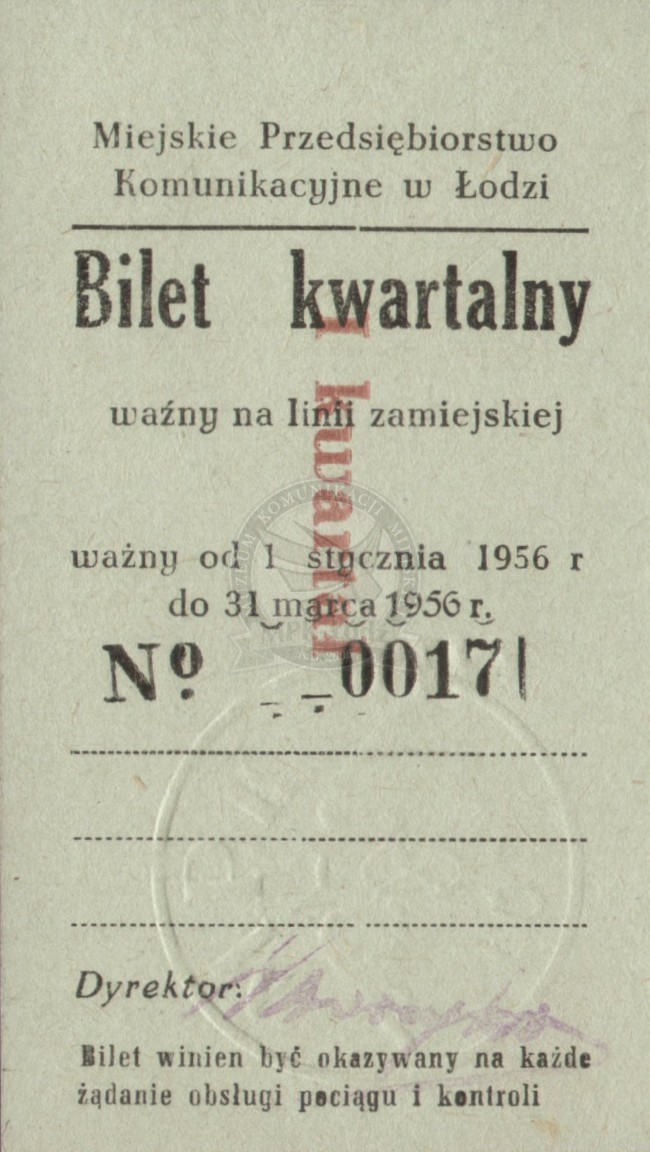 Miejskie Przedsiębiorstwo
Komunikacyjne w Łodzi
Bilet kwartalny
I kwartał
ważny na linii zamiejskiej
ważny od 1 stycznia 1956 r
do 31 marca 1956 r.
Nº 0017
Dyrektor:
Bilet winien być okazywany na każde
żądanie obsługi pociągu i kontroli